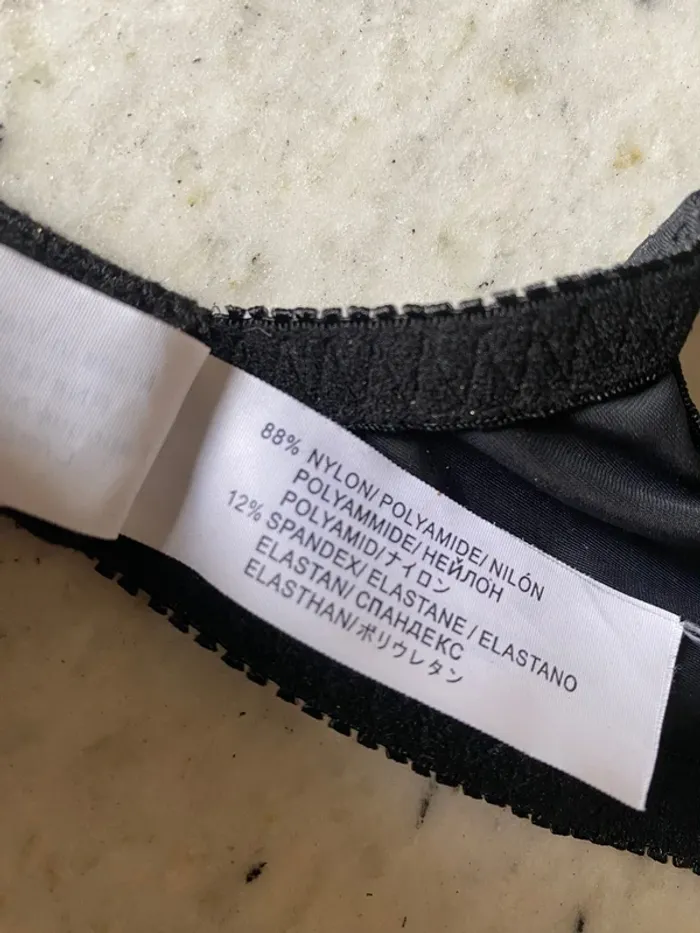 88% NYLON/ POLYAMIDE/ NILÓN
POLYAMMIDE/ НЕЙЛОН
POLYAMID/ナイロン
12% SPANDEX/ ELASTANE / ELASTANO
ELASTAN/ СПАНДЕКС
ELASTHAN/ポリウレタン